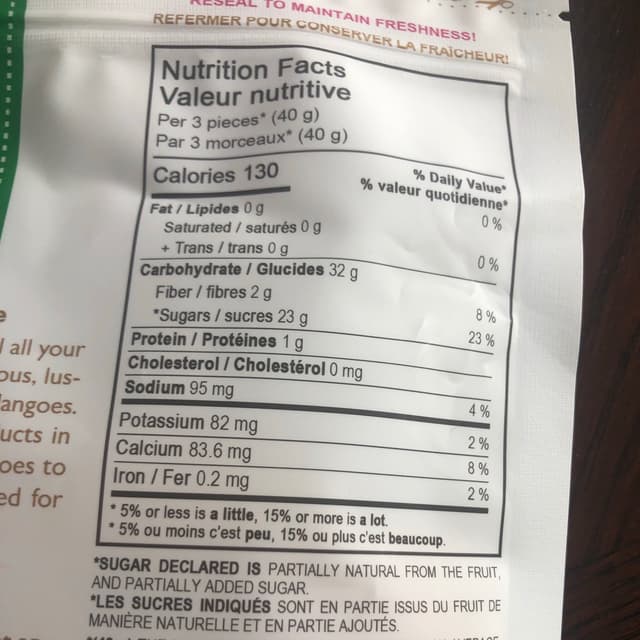 RESEAL TO MAINTAIN FRESHNESS!
REFERMER POUR CONSERVER LA FRAÎCHEUR!
Nutrition Facts
Valeur nutritive
Per 3 pieces* (40 g)
Par 3 morceaux* (40 g)
Calories 130
% Daily Value*
% valeur quotidienne*
Fat / Lipides 0 g 0 %
Saturated / saturés 0 g
+ Trans / trans 0 g 0 %
Carbohydrate / Glucides 32 g
Fiber / fibres 2 g 8 %
*Sugars / sucres 23 g 23 %
Protein / Protéines 1 g
Cholesterol / Cholestérol 0 mg
Sodium 95 mg 4 %
Potassium 82 mg 2 %
Calcium 83.6 mg 8 %
Iron / Fer 0.2 mg 2 %
* 5% or less is a little, 15% or more is a lot.
* 5% ou moins c'est peu, 15% ou plus c'est beaucoup.
*SUGAR DECLARED IS PARTIALLY NATURAL FROM THE FRUIT,
AND PARTIALLY ADDED SUGAR.
*LES SUCRES INDIQUÉS SONT EN PARTIE ISSUS DU FRUIT DE
MANIÈRE NATURELLE ET EN PARTIE AJOUTÉS.
all your
lus-
in
to
for